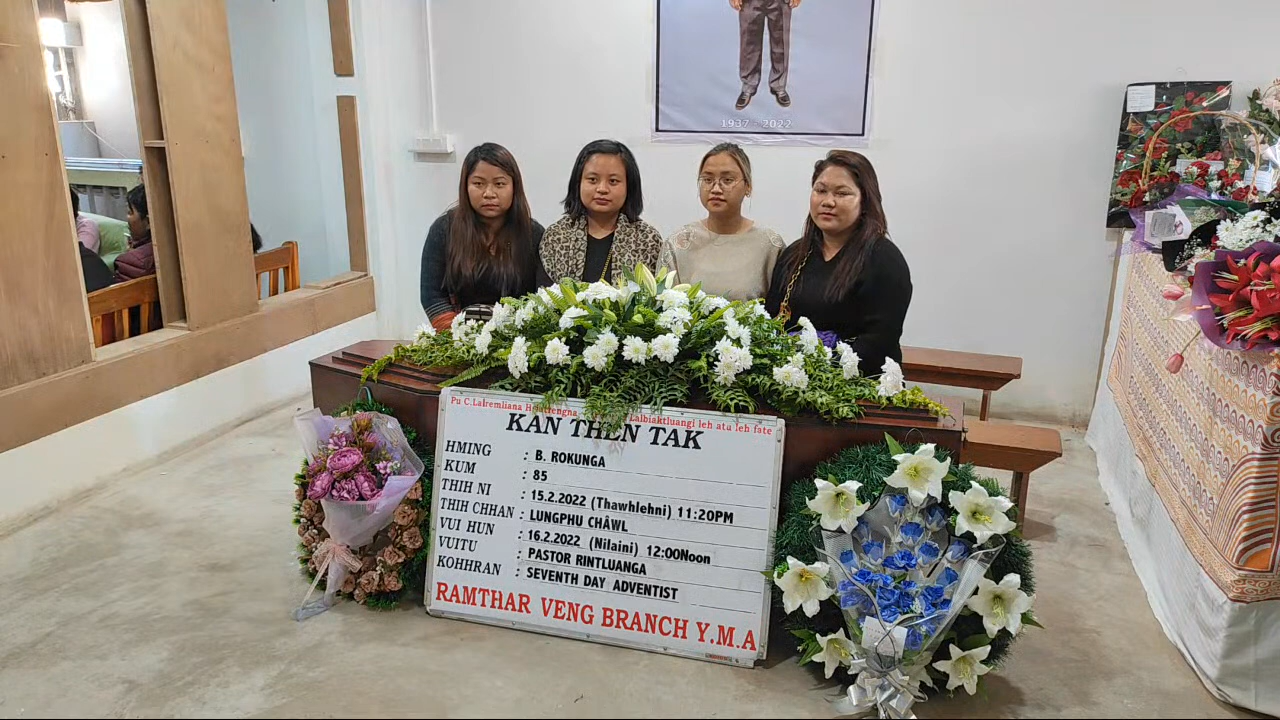 1937 - 2022
Pu C.Lalremliana Lalbiaktluangi leh atu leh fate
KAN THEN TAK
HMING : B. ROKUNGA
KUM : 85
THIH NI : 15.2.2022 (Thawhlehni) 11:20PM
THIH CHHAN : LUNGPHU CHÂWL
VUI HUN : 16.2.2022 (Nilaini) 12:00Noon
VUITU : PASTOR RINTLUANGA
KOHHRAN : SEVENTH DAY ADVENTIST
RAMTHAR VENG BRANCH Y.M.A